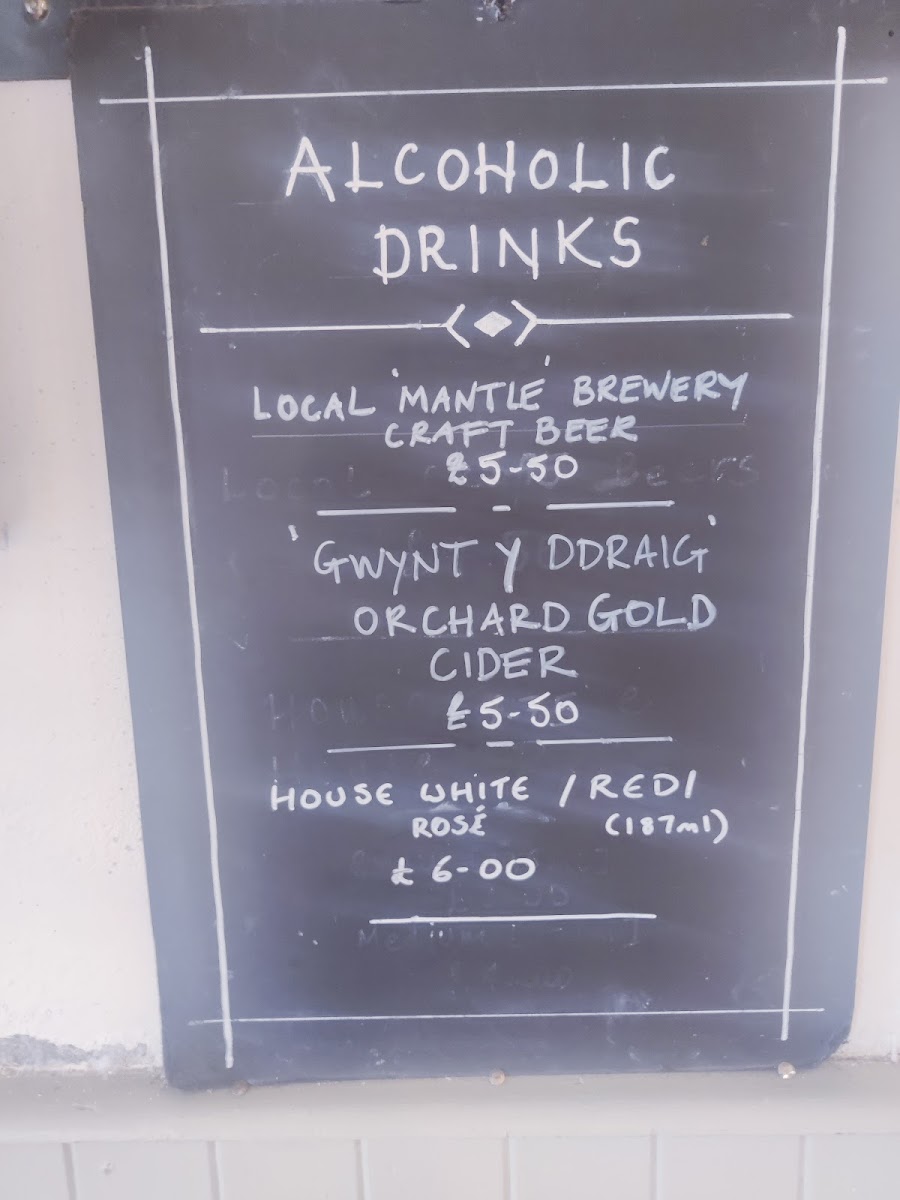 ALCOHOLIC
DRINKS
LOCAL 'MANTLE' BREWERY
CRAFT BEER
£5-50
'GWYNT Y DDRAIG'
ORCHARD GOLD
CIDER
£5-50
HOUSE WHITE / RED/
ROSÉ (187ml)
£6-00